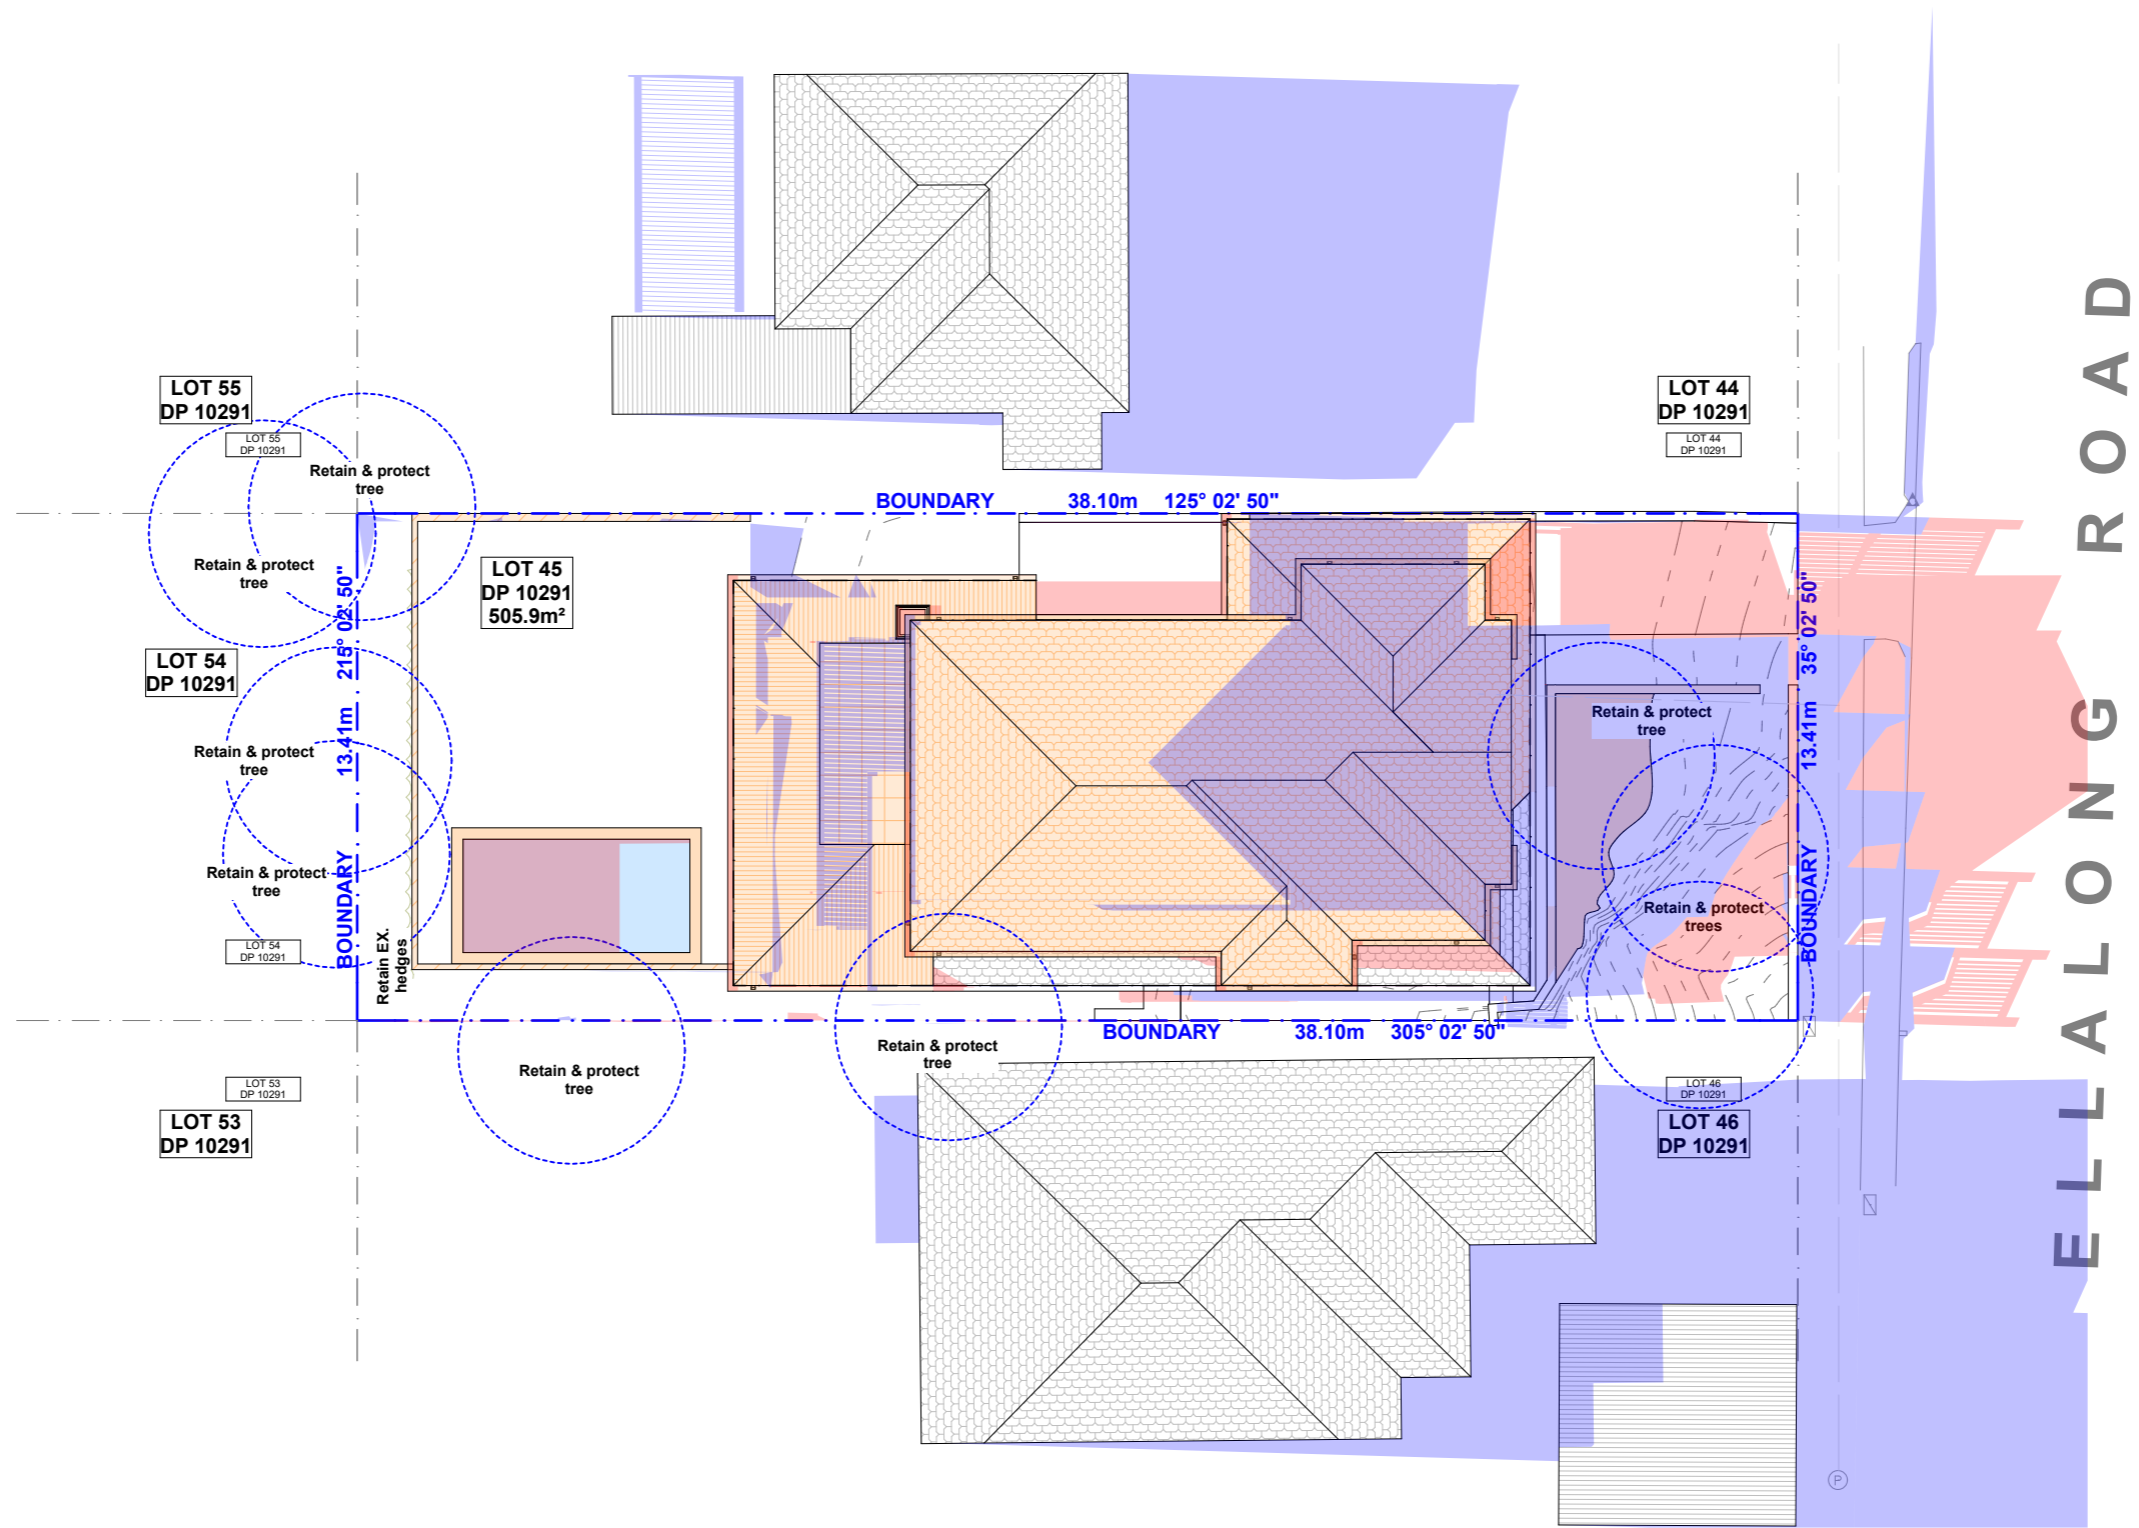 LOT 55
DP 10291
LOT 55
DP 10291
Retain & protect
tree
Retain & protect
tree
LOT 54
DP 10291
Retain & protect
tree
Retain & protect
tree
LOT 54
DP 10291
LOT 53
DP 10291
LOT 53
DP 10291
BOUNDARY 13.41m 215° 02' 50"
Retain EX.
hedges
LOT 45
DP 10291
505.9m²
BOUNDARY 38.10m 125° 02' 50"
LOT 44
DP 10291
LOT 44
DP 10291
Retain & protect
tree
Retain & protect
trees
BOUNDARY 13.41m 35° 02' 50"
BOUNDARY 38.10m 305° 02' 50"
Retain & protect
tree
Retain & protect
tree
LOT 46
DP 10291
LOT 46
DP 10291
P
ELLALONG ROAD